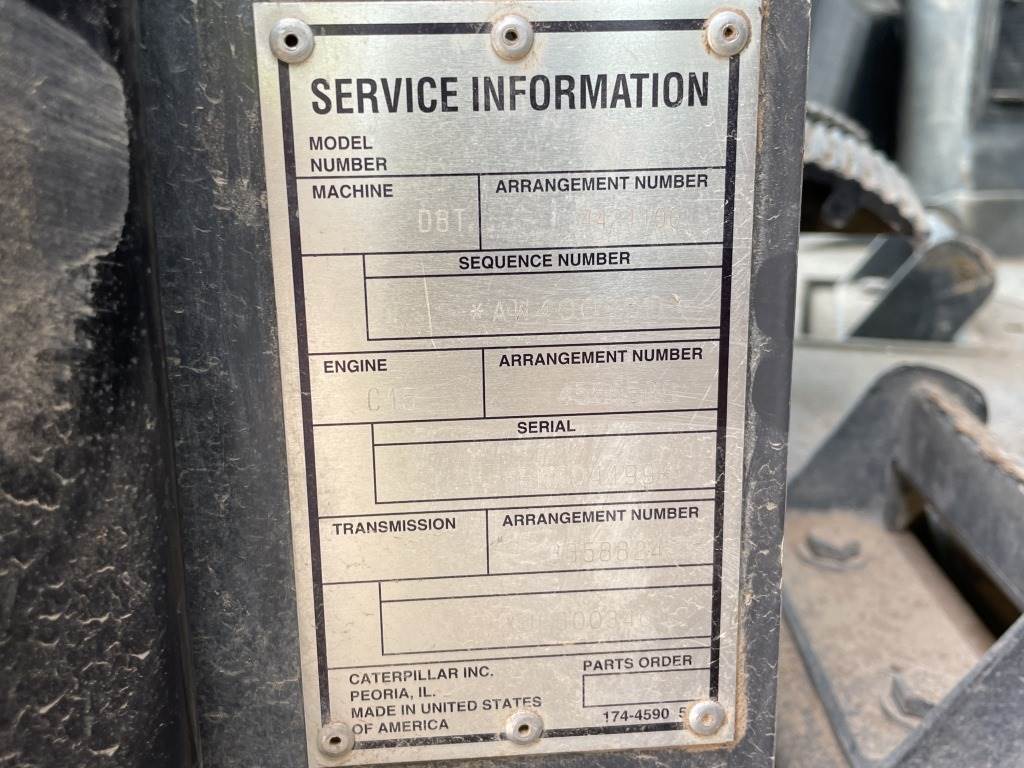 SERVICE INFORMATION
MODEL
NUMBER
MACHINE
ARRANGEMENT NUMBER
SEQUENCE NUMBER
ENGINE
ARRANGEMENT NUMBER
C15
SERIAL
TRANSMISSION
ARRANGEMENT NUMBER
CATERPILLAR INC.
PEORIA, IL.
MADE IN UNITED STATES
OF AMERICA
PARTS ORDER
174-4590 5